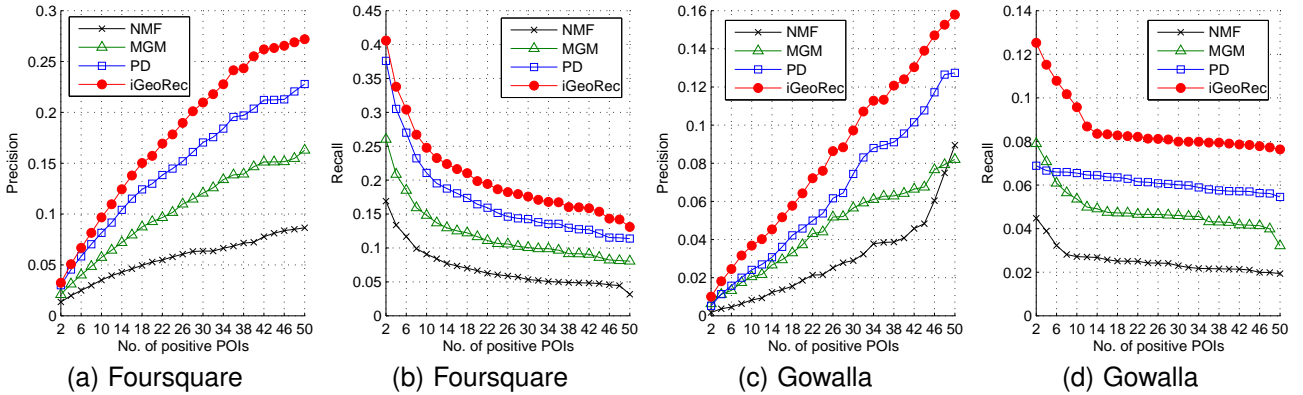 0.3
0.25
0.2
0.15
0.1
0.05
0
Precision
NMF
MGM
PD
iGeoRec
2 6 10 14 18 22 26 30 34 38 42 46 50
No. of positive POIs
(a) Foursquare
0.45
0.4
0.35
0.3
0.25
0.2
0.15
0.1
0.05
0
Recall
NMF
MGM
PD
iGeoRec
2 6 10 14 18 22 26 30 34 38 42 46 50
No. of positive POIs
(b) Foursquare
0.16
0.14
0.12
0.1
0.08
0.06
0.04
0.02
0
Precision
NMF
MGM
PD
iGeoRec
2 6 10 14 18 22 26 30 34 38 42 46 50
No. of positive POIs
(c) Gowalla
0.14
0.12
0.1
0.08
0.06
0.04
0.02
0
Recall
NMF
MGM
PD
iGeoRec
2 6 10 14 18 22 26 30 34 38 42 46 50
No. of positive POIs
(d) Gowalla